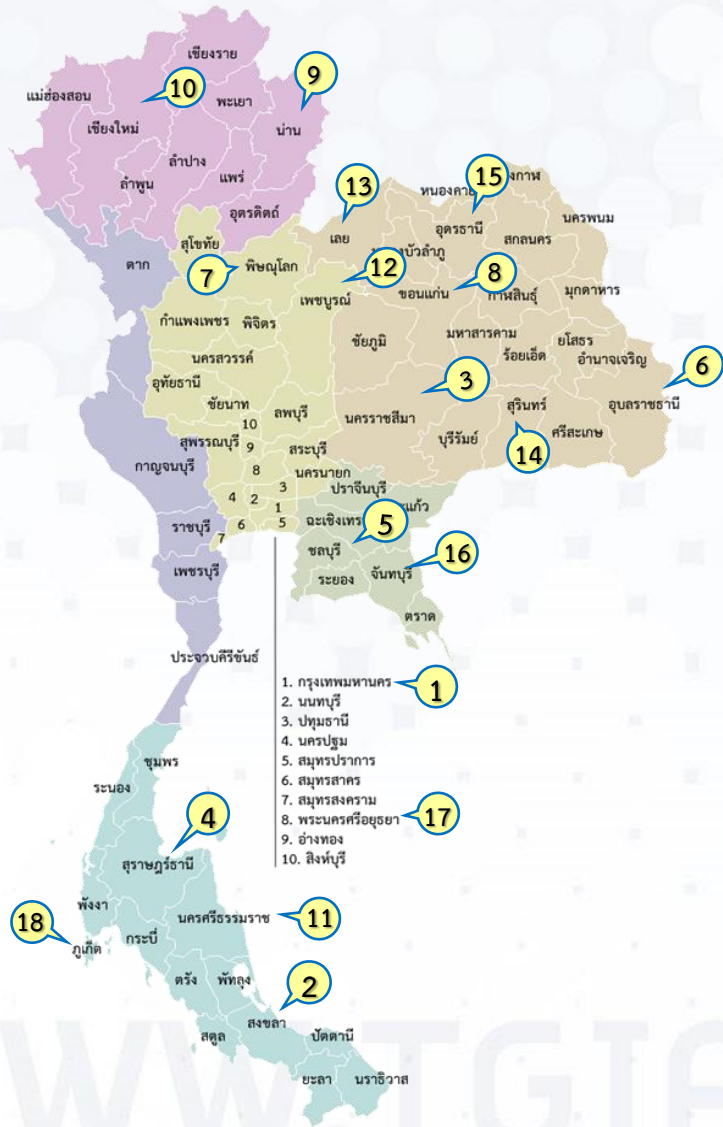 เชียงราย
9
แม่ฮ่องสอน
10
พะเยา
เชียงใหม่
น่าน
ลำปาง
ลำพูน
แพร่
อุตรดิตถ์
13
15
หนองคาย
นครพนม
สุโขทัย
เลย
อุดรธานี
สกลนคร
ตาก
7
พิษณุโลก
12
8
เพชรบูรณ์
ขอนแก่น
กาฬสินธุ์
มุกดาหาร
กำแพงเพชร
พิจิตร
ชัยภูมิ
มหาสารคาม
ยโสธร
ร้อยเอ็ด
อำนาจเจริญ
6
นครสวรรค์
อุทัยธานี
3
ชัยนาท
ลพบุรี
นครราชสีมา
สุรินทร์
อุบลราชธานี
10
สุพรรณบุรี
9
สระบุรี
บุรีรัมย์
ศรีสะเกษ
14
กาญจนบุรี
8
นครนายก
3
ปราจีนบุรี
4
2
1
ฉะเชิงเทรา
5
ราชบุรี
6
5
7
ชลบุรี
16
เพชรบุรี
ระยอง
จันทบุรี
ตราด
ประจวบคีรีขันธ์
1. กรุงเทพมหานคร
1
2. นนทบุรี
3. ปทุมธานี
4. นครปฐม
5. สมุทรปราการ
6. สมุทรสาคร
7. สมุทรสงคราม
8. พระนครศรีอยุธยา
17
9. อ่างทอง
10. สิงห์บุรี
ชุมพร
ระนอง
4
สุราษฎร์ธานี
พังงา
นครศรีธรรมราช
11
18
ภูเก็ต
กระบี่
ตรัง
พัทลุง
2
สงขลา
สตูล
ปัตตานี
ยะลา
นราธิวาส